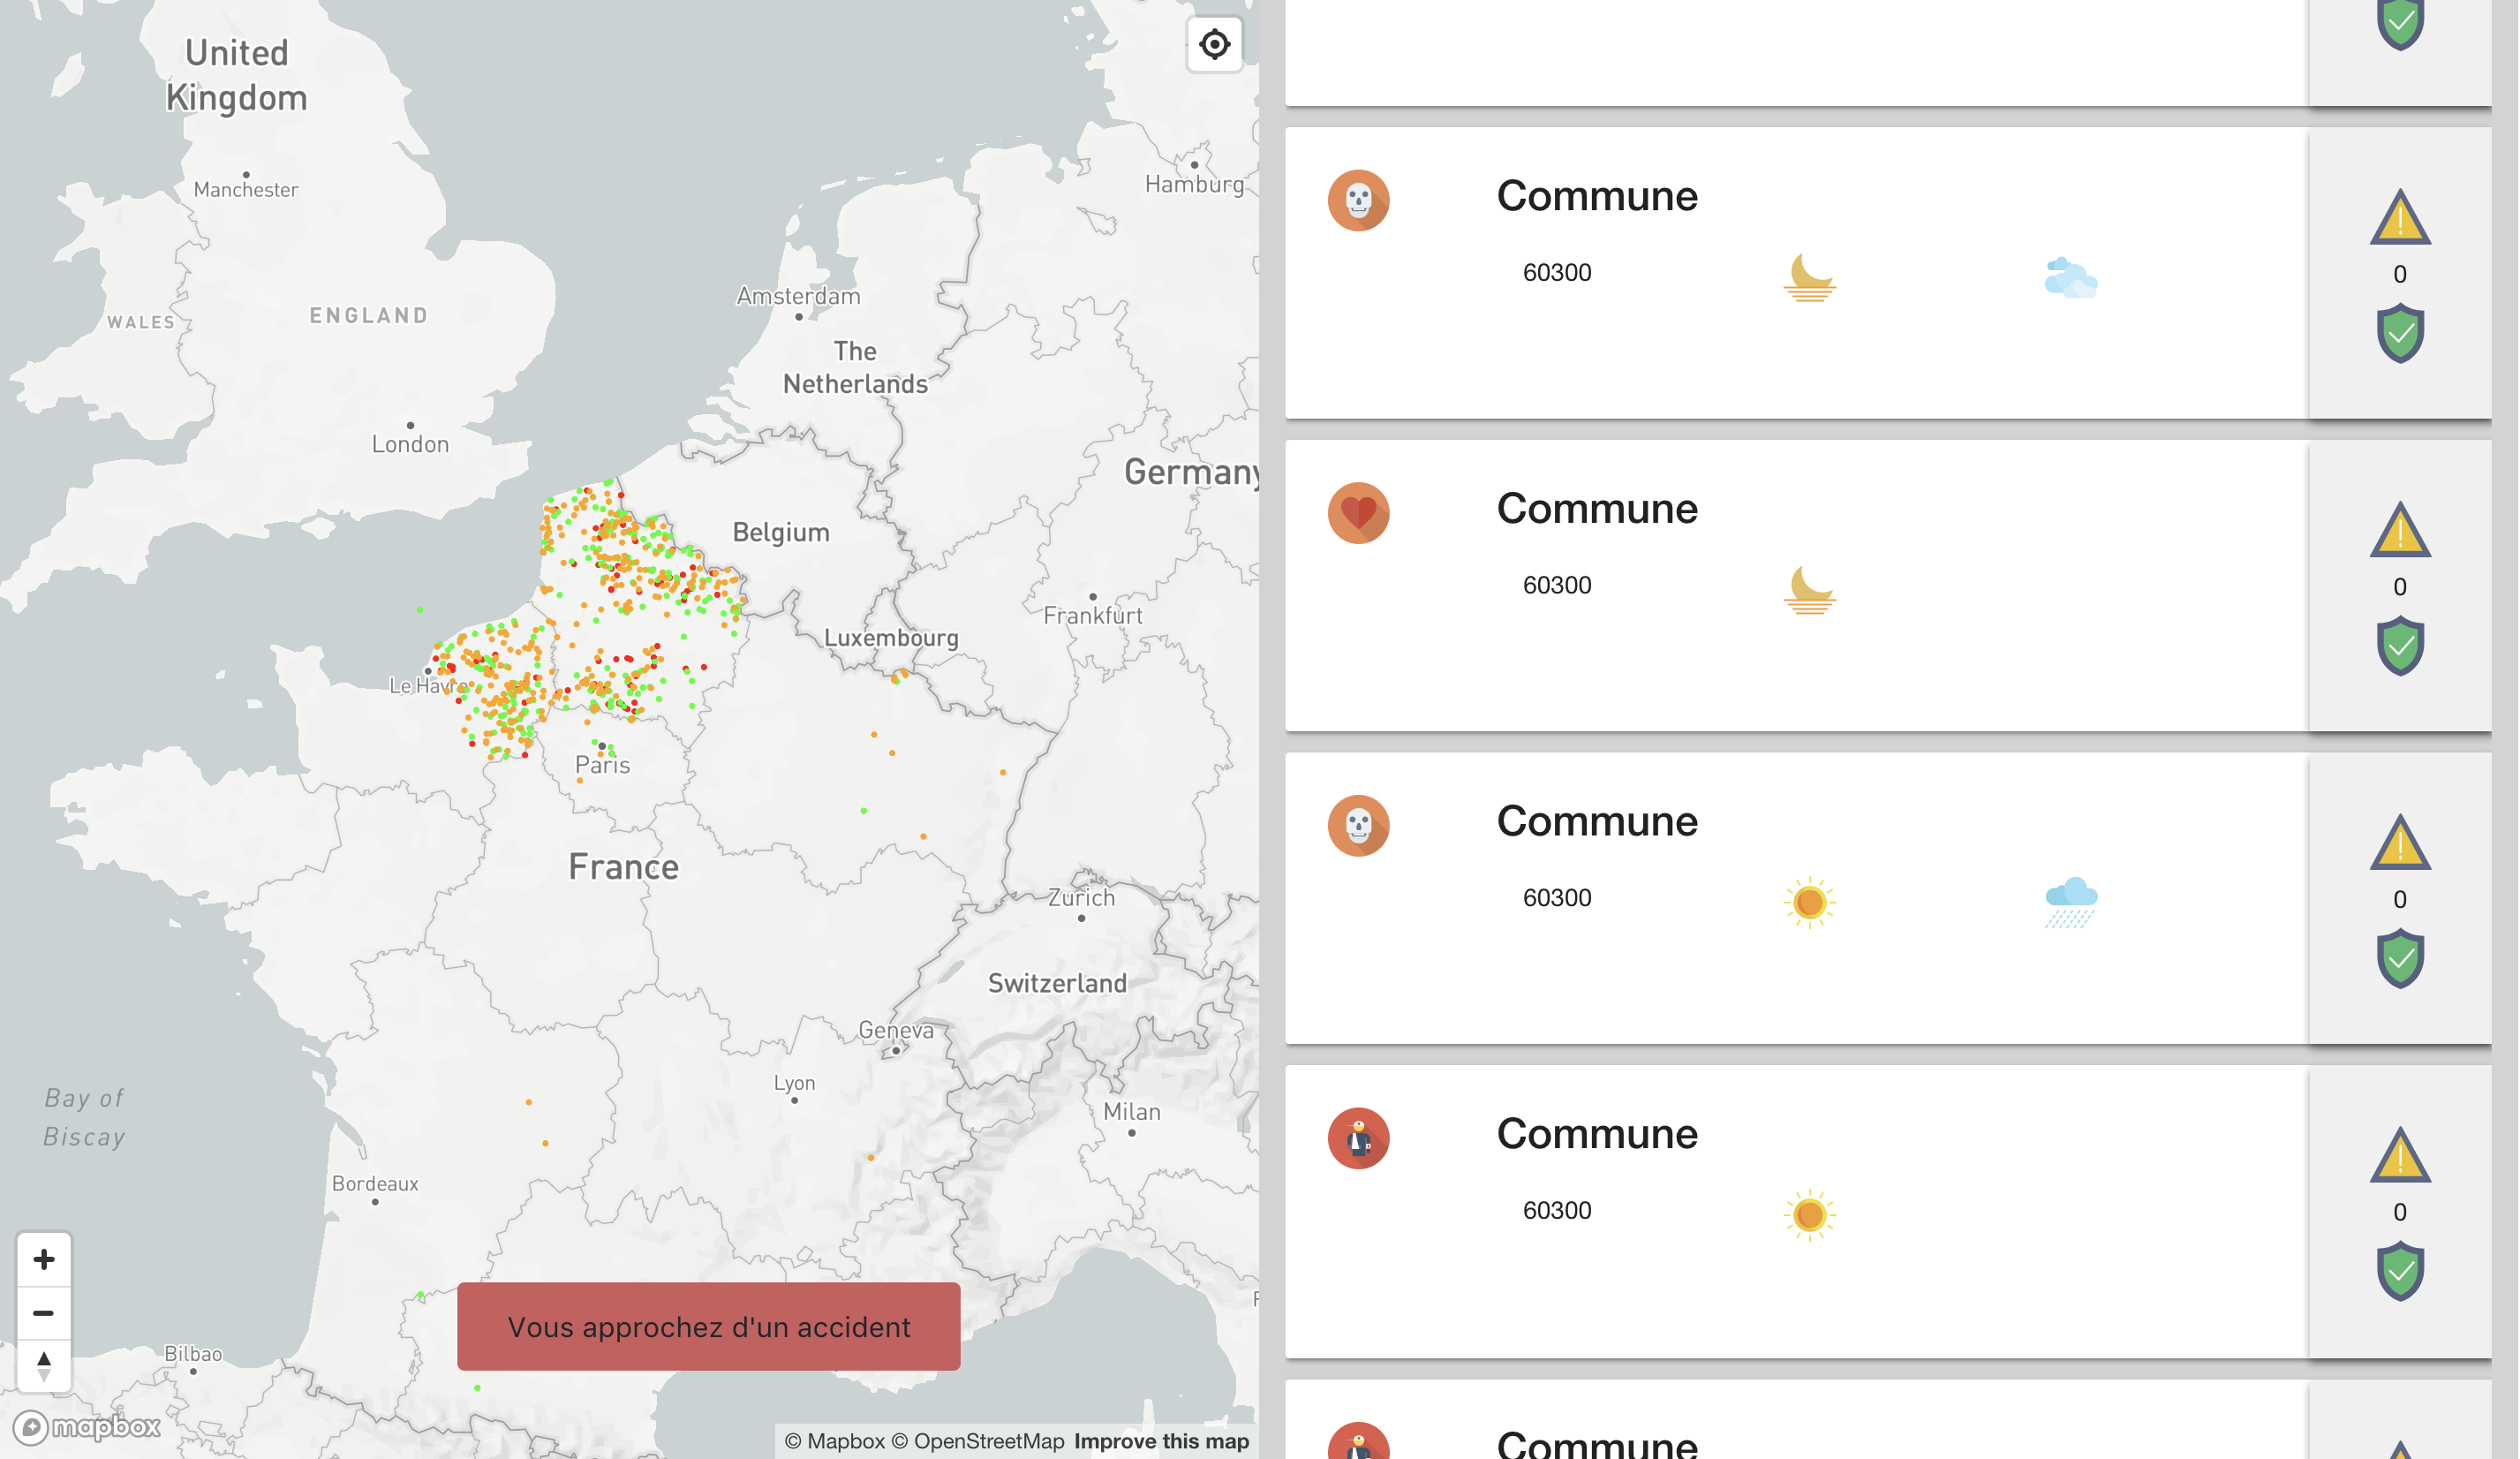 United
Kingdom
Manchester
Hamburg
WALES
ENGLAND
Amsterdam
The
Netherlands
London
Germany
Belgium
Frankfurt
Luxembourg
Le Havre
Paris
France
Zurich
Switzerland
Geneva
Lyon
Milan
Bay of
Biscay
Bordeaux
Vous approchez d'un accident
Bilbao
mapbox
© Mapbox © OpenStreetMap Improve this map
Commune
60300
0
Commune
60300
0
Commune
60300
0
Commune
60300
0
Commune